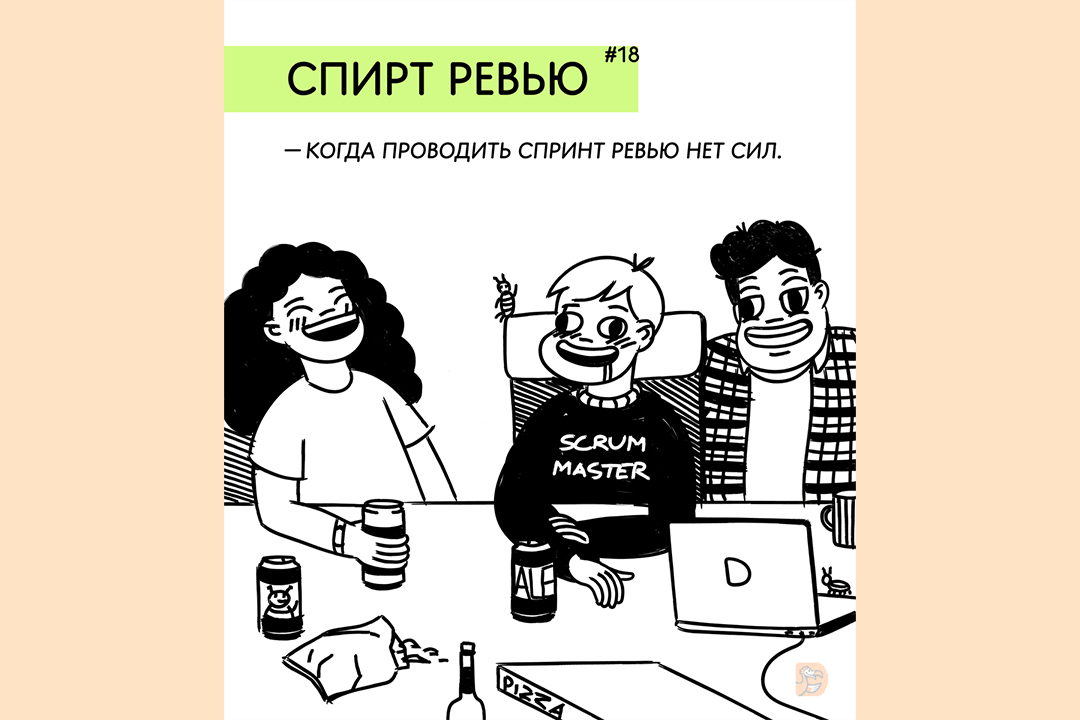 #18
СПИРТ РЕВЬЮ
— КОГДА ПРОВОДИТЬ СПРИНТ РЕВЬЮ НЕТ СИЛ.
SCRUM
MASTER
ALE
D
PIZZA